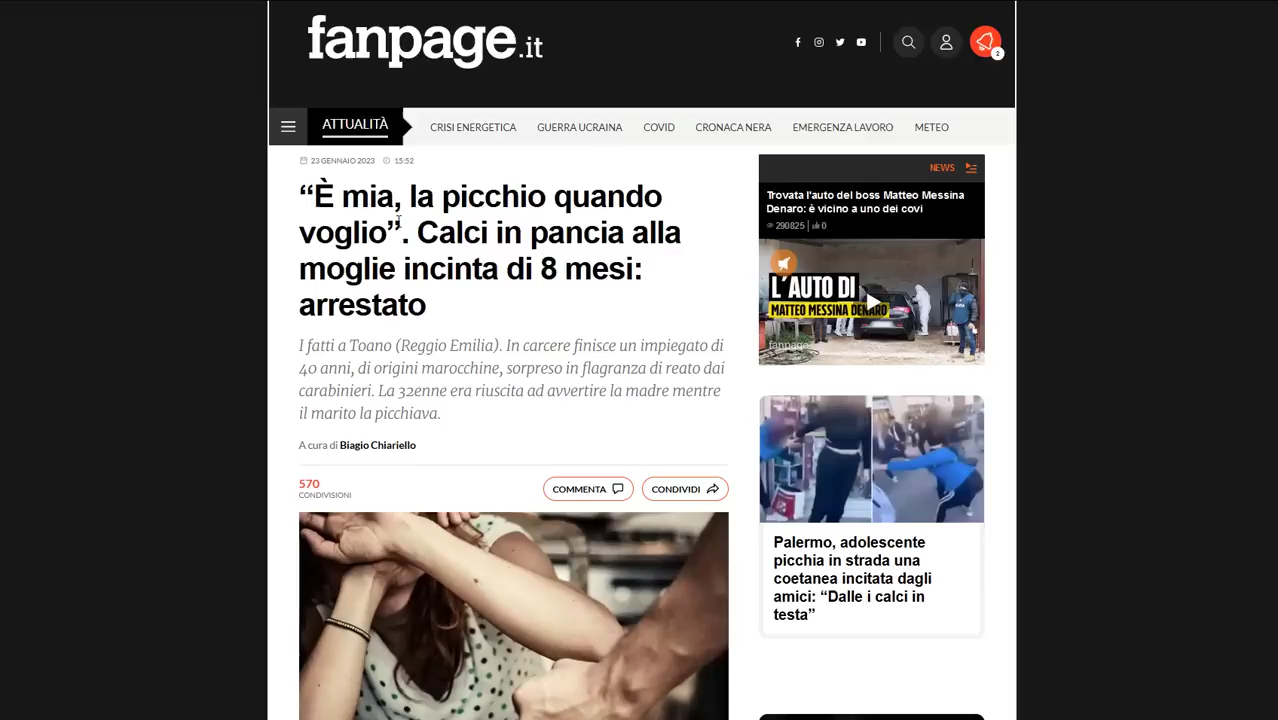 fanpage.it
2
ATTUALITÀ
CRISI ENERGETICA
GUERRA UCRAINA
COVID
CRONACA NERA
EMERGENZA LAVORO
METEO
23 GENNAIO 2023
15:52
“È mia, la picchio quando
voglio”. Calci in pancia alla
moglie incinta di 8 mesi:
arrestato
I fatti a Toano (Reggio Emilia). In carcere finisce un impiegato di
40 anni, di origini marocchine, sorpreso in flagranza di reato dai
carabinieri. La 32enne era riuscita ad avvertire la madre mentre
il marito la picchiava.
A cura di Biagio Chiariello
570
CONDIVISIONI
COMMENTA
CONDIVIDI
NEWS
Trovata l'auto del boss Matteo Messina
Denaro: è vicino a uno dei covi
290825 | 0
L'AUTO DI
MATTEO MESSINA DENARO
fanpage
Palermo, adolescente
picchia in strada una
coetanea incitata dagli
amici: “Dalle i calci in
testa”